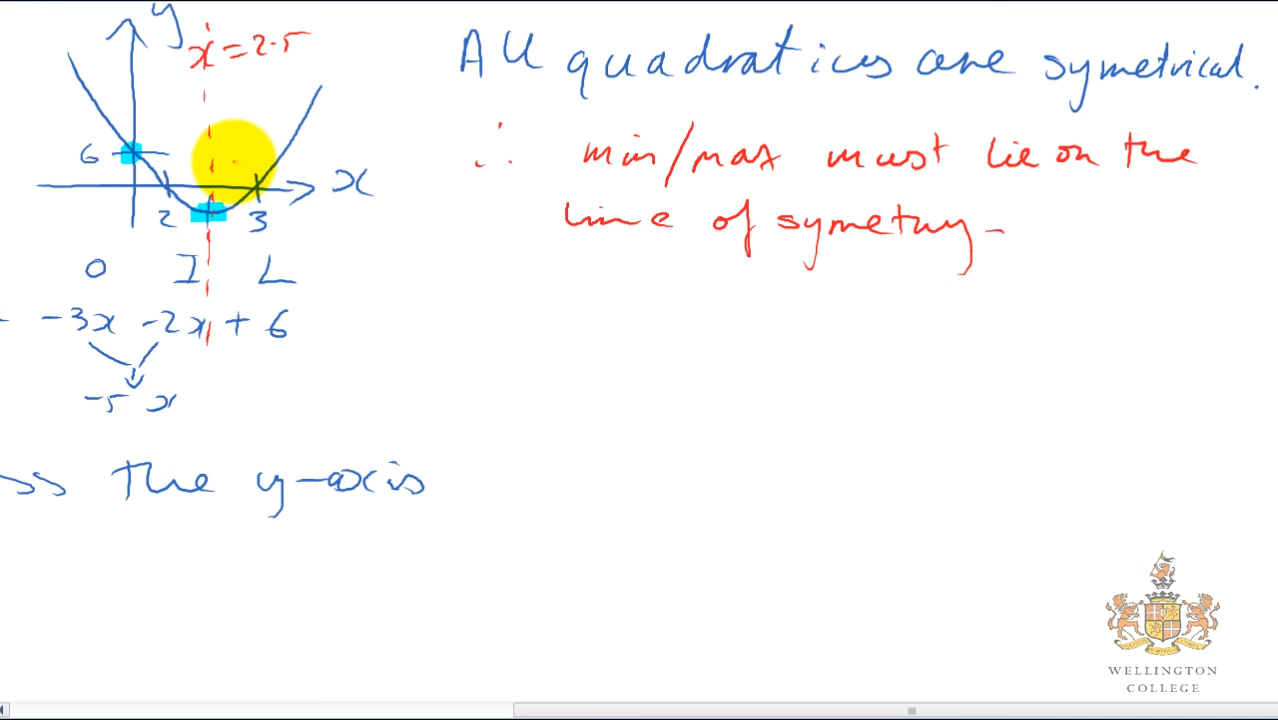 y
x = 2.5
All quadratics are symetrical.
6
x
∴ min/max must lie on the
2
3
line of symetry.
O I L
-3x -2x + 6
-5x
ss the y-axis
WELLINGTON
COLLEGE